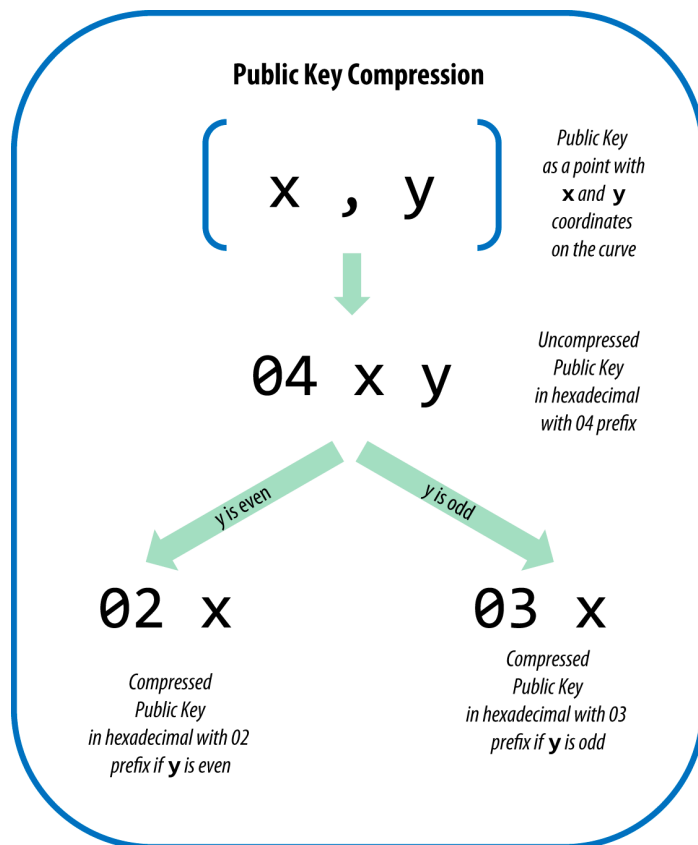 Public Key Compression
x , y
Public Key
as a point with
x and y
coordinates
on the curve
04 x y
Uncompressed
Public Key
in hexadecimal
with 04 prefix
y is even
y is odd
02 x
03 x
Compressed
Public Key
in hexadecimal with 02
prefix if y is even
Compressed
Public Key
in hexadecimal with 03
prefix if y is odd